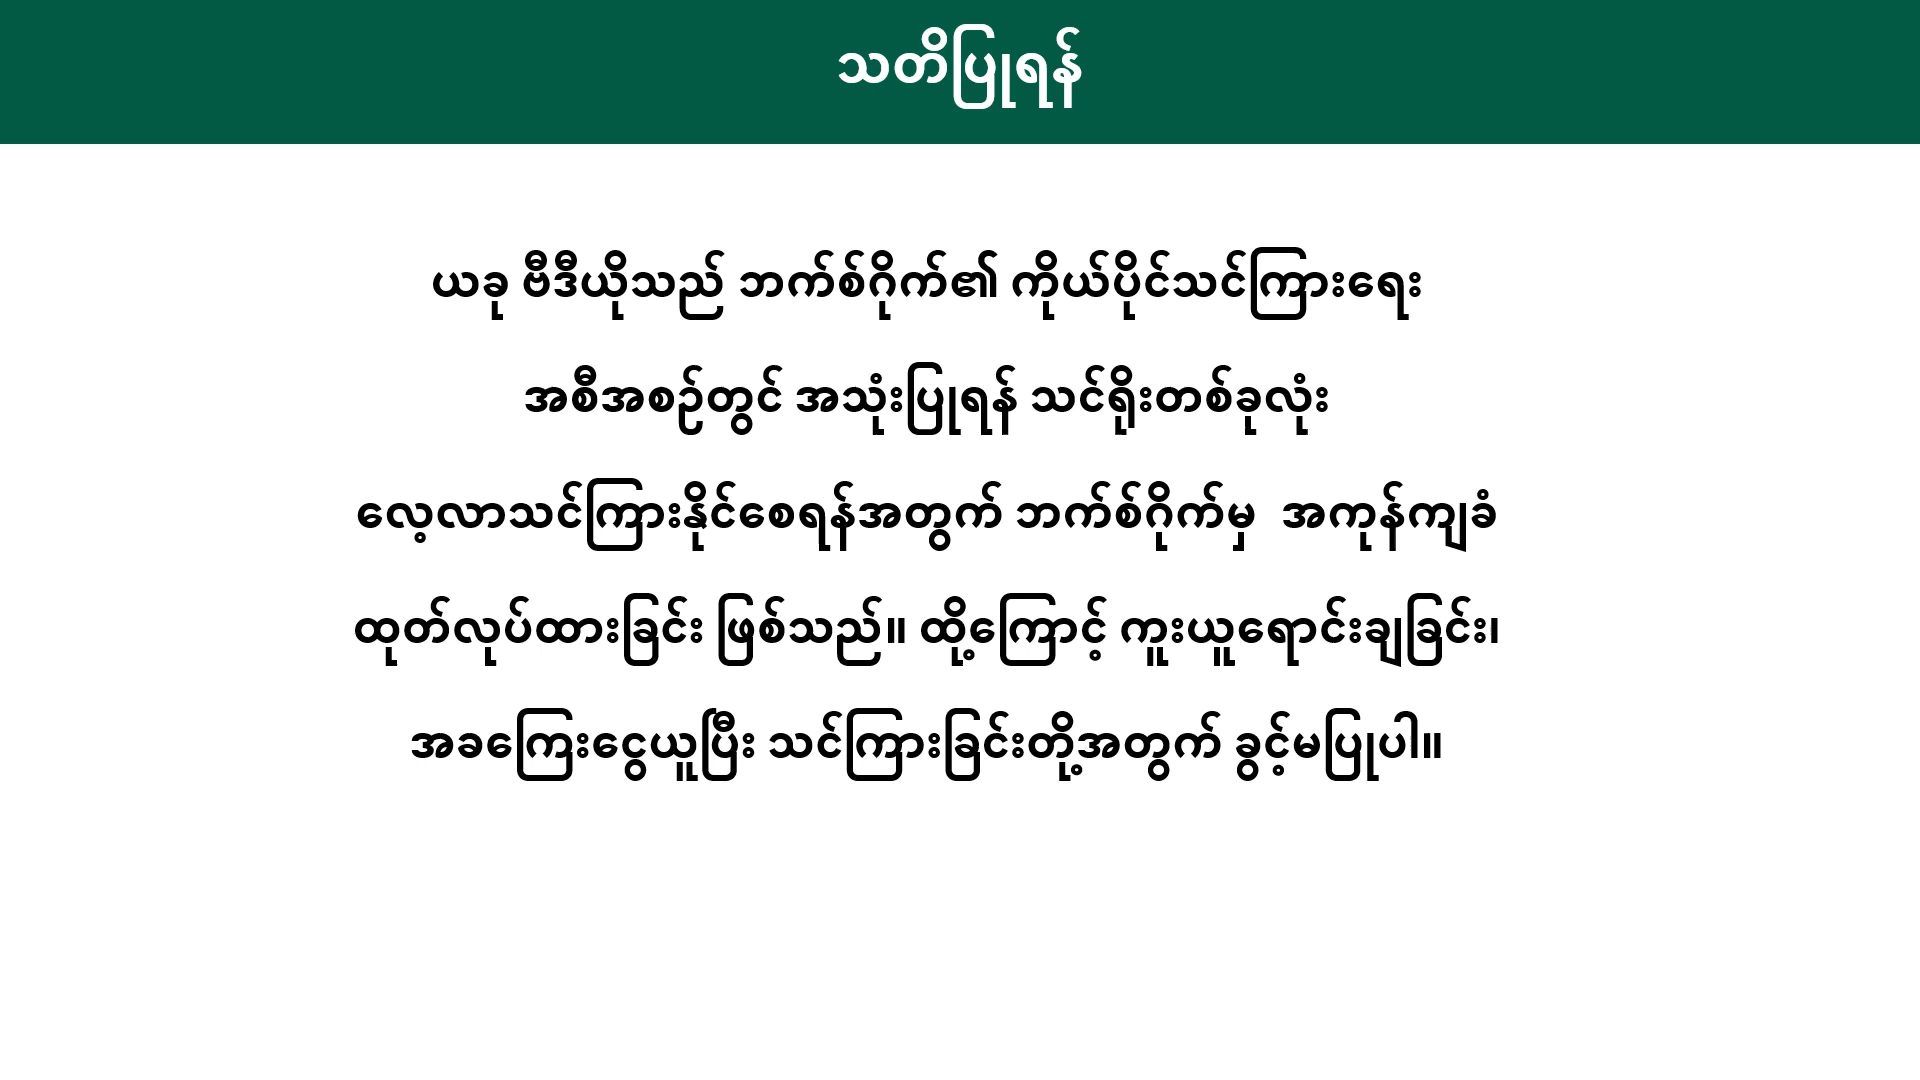 သတိပြုရန်
ယခု ဗီဒီယိုသည် ဘက်စ်ဂိုက်၏ ကိုယ်ပိုင်သင်ကြားရေး
အစီအစဉ်တွင် အသုံးပြုရန် သင်ရိုးတစ်ခုလုံး
လေ့လာသင်ကြားနိုင်စေရန်အတွက် ဘက်စ်ဂိုက်မှ  အကုန်ကျခံ
ထုတ်လုပ်ထားခြင်း ဖြစ်သည်။ ထို့ကြောင့် ကူးယူရောင်းချခြင်း၊
အခကြေးငွေယူပြီး သင်ကြားခြင်းတို့အတွက် ခွင့်မပြုပါ။